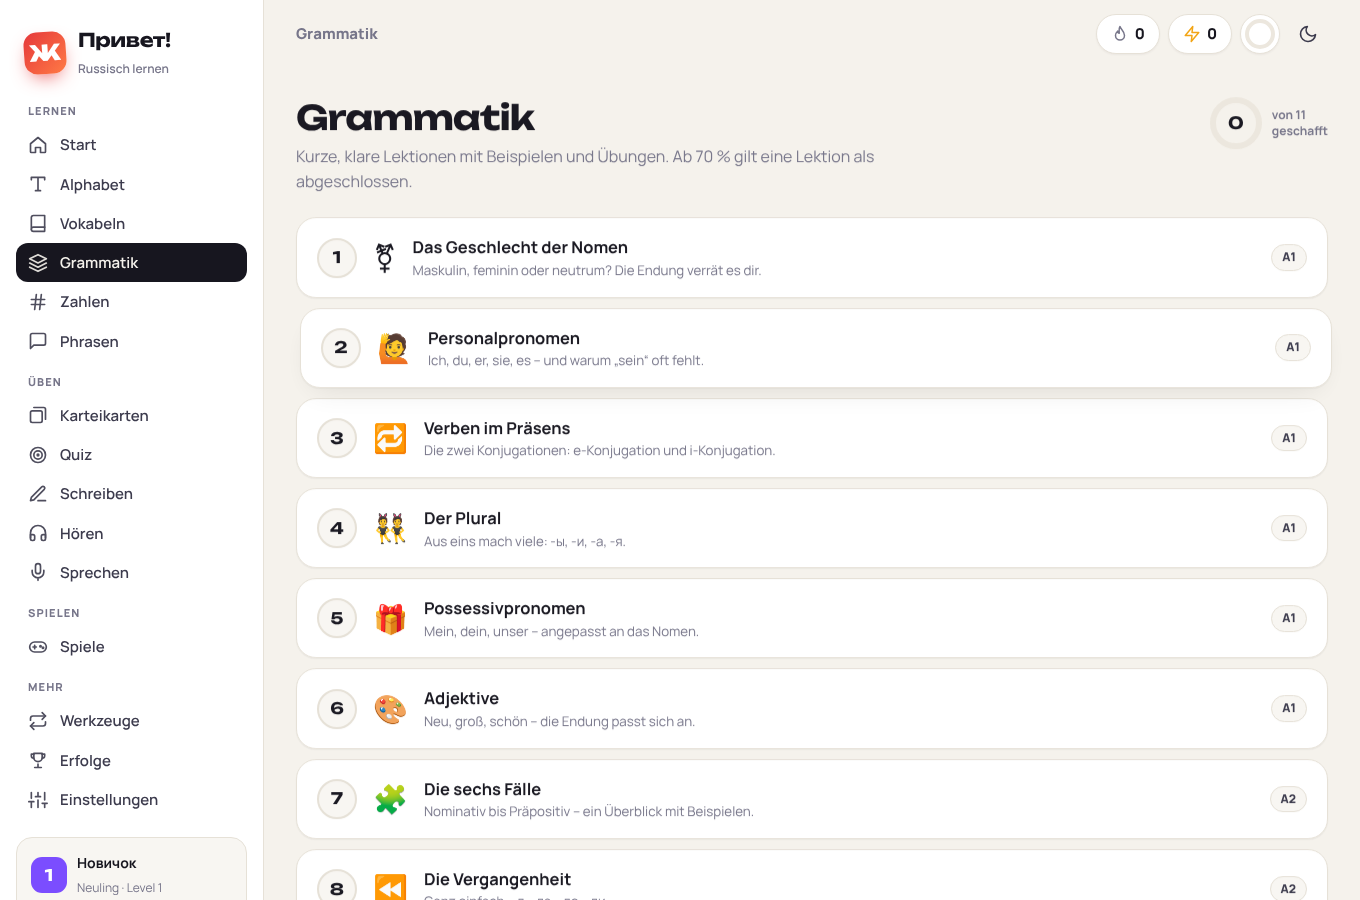 Ж
Привет!
Russisch lernen
LERNEN
Start
Alphabet
Vokabeln
Grammatik
Zahlen
Phrasen
ÜBEN
Karteikarten
Quiz
Schreiben
Hören
Sprechen
SPIELEN
Spiele
MEHR
Werkzeuge
Erfolge
Einstellungen
1
Новичок
Neuling · Level 1
Grammatik
0
0
Grammatik
Kurze, klare Lektionen mit Beispielen und Übungen. Ab 70 % gilt eine Lektion als
abgeschlossen.
0
von 11
geschafft
1
Das Geschlecht der Nomen
Maskulin, feminin oder neutrum? Die Endung verrät es dir.
A1
2
Personalpronomen
Ich, du, er, sie, es – und warum „sein“ oft fehlt.
A1
3
Verben im Präsens
Die zwei Konjugationen: e-Konjugation und i-Konjugation.
A1
4
Der Plural
Aus eins mach viele: -ы, -и, -а, -я.
A1
5
Possessivpronomen
Mein, dein, unser – angepasst an das Nomen.
A1
6
Adjektive
Neu, groß, schön – die Endung passt sich an.
A1
7
Die sechs Fälle
Nominativ bis Präpositiv – ein Überblick mit Beispielen.
A2
8
Die Vergangenheit
A2